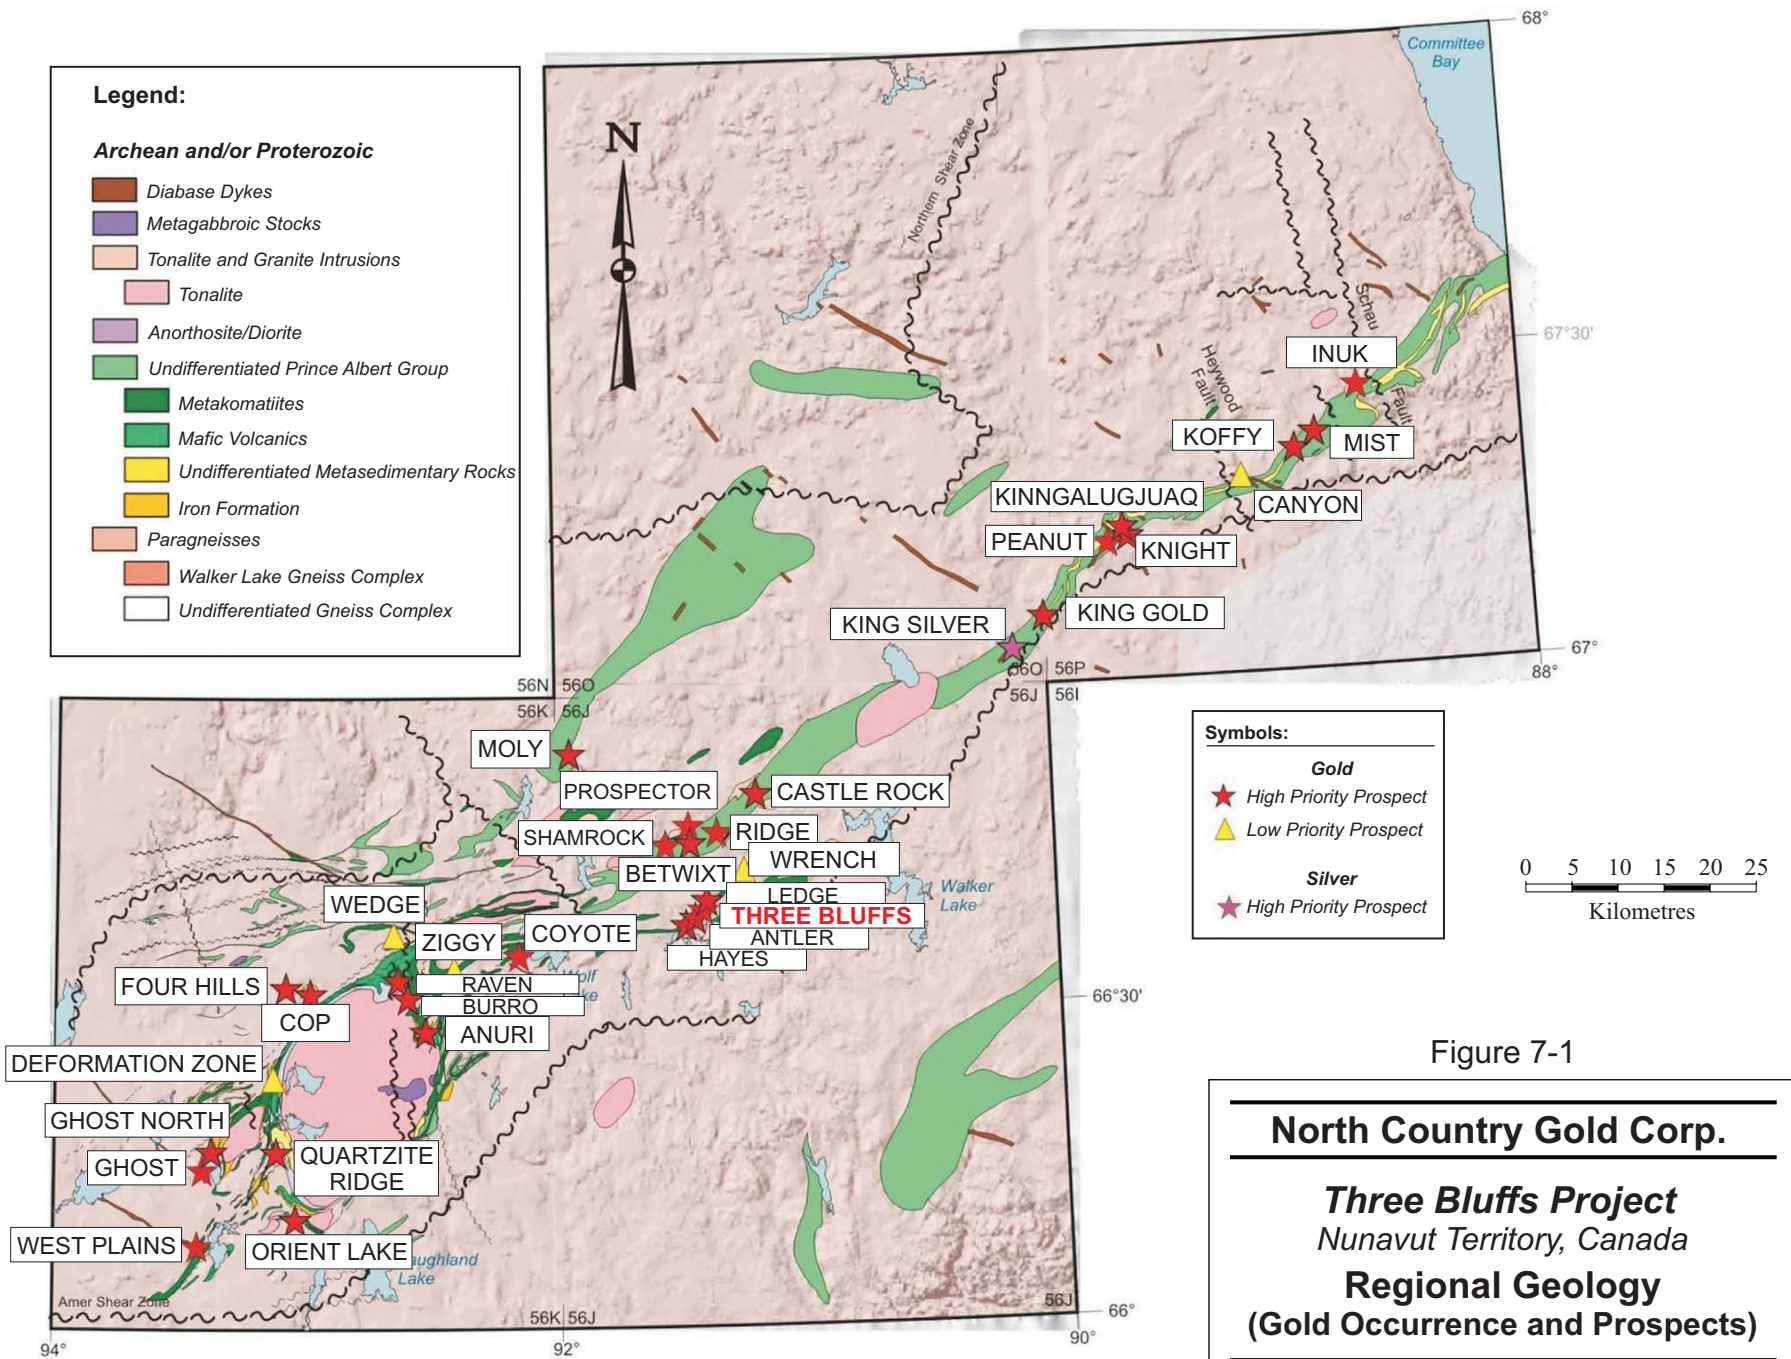 68°
Committee
Bay
Legend:
Archean and/or Proterozoic
Diabase Dykes
Metagabbroic Stocks
Tonalite and Granite Intrusions
Tonalite
Anorthosite/Diorite
Undifferentiated Prince Albert Group
Metakomatiites
Mafic Volcanics
Undifferentiated Metasedimentary Rocks
Iron Formation
Paragneisses
Walker Lake Gneiss Complex
Undifferentiated Gneiss Complex
N
Northern Shear Zone
Schau
Fault
67°30'
INUK
Heywood
Fault
KOFFY
MIST
KINNGALUGJUAQ
CANYON
PEANUT
KNIGHT
KING SILVER
KING GOLD
67°
88°
56N 56O
56K 56J
56O 56P
56J 56I
MOLY
PROSPECTOR
CASTLE ROCK
SHAMROCK
RIDGE
BETWIXT
WRENCH
LEDGE
THREE BLUFFS
ANTLER
HAYES
Walker
Lake
WEDGE
ZIGGY
COYOTE
FOUR HILLS
RAVEN
BURRO
COP
ANURI
66°30'
DEFORMATION ZONE
GHOST NORTH
GHOST
QUARTZITE
RIDGE
WEST PLAINS
ORIENT LAKE
Lake
Amer Shear Zone
56K 56J
56J
66°
94°
92°
90°
Symbols:
Gold
High Priority Prospect
Low Priority Prospect
Silver
High Priority Prospect
0 5 10 15 20 25
Kilometres
Figure 7-1
North Country Gold Corp.
Three Bluffs Project
Nunavut Territory, Canada
Regional Geology
(Gold Occurrence and Prospects)